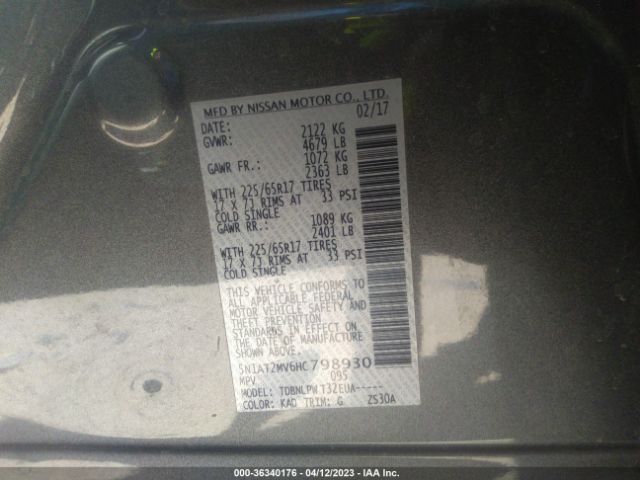 MFD BY NISSAN MOTOR CO., LTD.
DATE: 02/17
GVWR: 2122 KG
4679 LB
GAWR FR.: 1072 KG
2363 LB
WITH 225/65R17 TIRES
17 X 7J RIMS AT 33 PSI
COLD SINGLE
GAWR RR.: 1089 KG
2401 LB
WITH 225/65R17 TIRES
17 X 7J RIMS AT 33 PSI
COLD SINGLE
THIS VEHICLE CONFORMS TO
ALL APPLICABLE FEDERAL
MOTOR VEHICLE SAFETY AND
THEFT PREVENTION
STANDARDS IN EFFECT ON
THE DATE OF MANUFACTURE
SHOWN ABOVE.
5N1AT2MV6HC798930
MPV 095
MODEL: TDBNLPW T32EUA-----
COLOR: KAD TRIM: G ZS30A
000-36340176 - 04/12/2023 - IAA Inc.